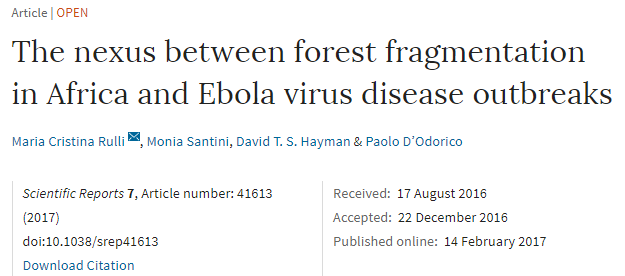 Article | OPEN
The nexus between forest fragmentation
in Africa and Ebola virus disease outbreaks
Maria Cristina Rulli, Monia Santini, David T. S. Hayman & Paolo D'Odorico
Scientific Reports 7, Article number: 41613
(2017)
doi:10.1038/srep41613
Download Citation
Received: 17 August 2016
Accepted: 22 December 2016
Published online: 14 February 2017